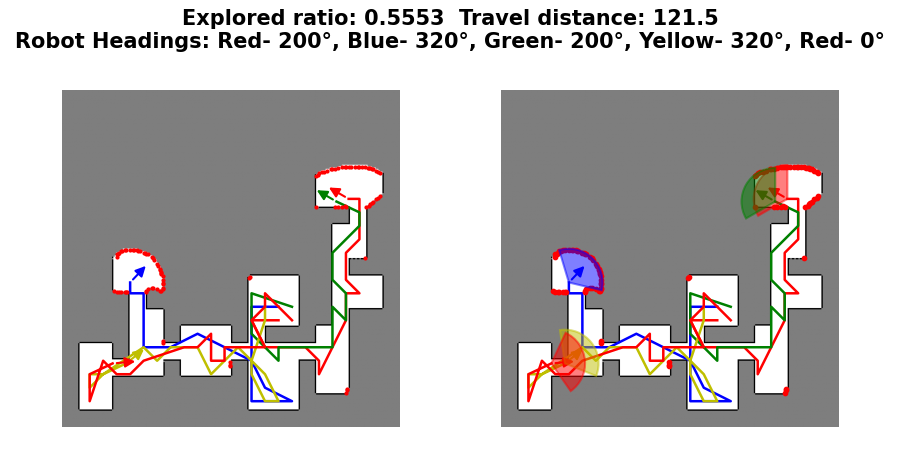 Explored ratio: 0.5553  Travel distance: 121.5
Robot Headings: Red- 200°, Blue- 320°, Green- 200°, Yellow- 320°, Red- 0°